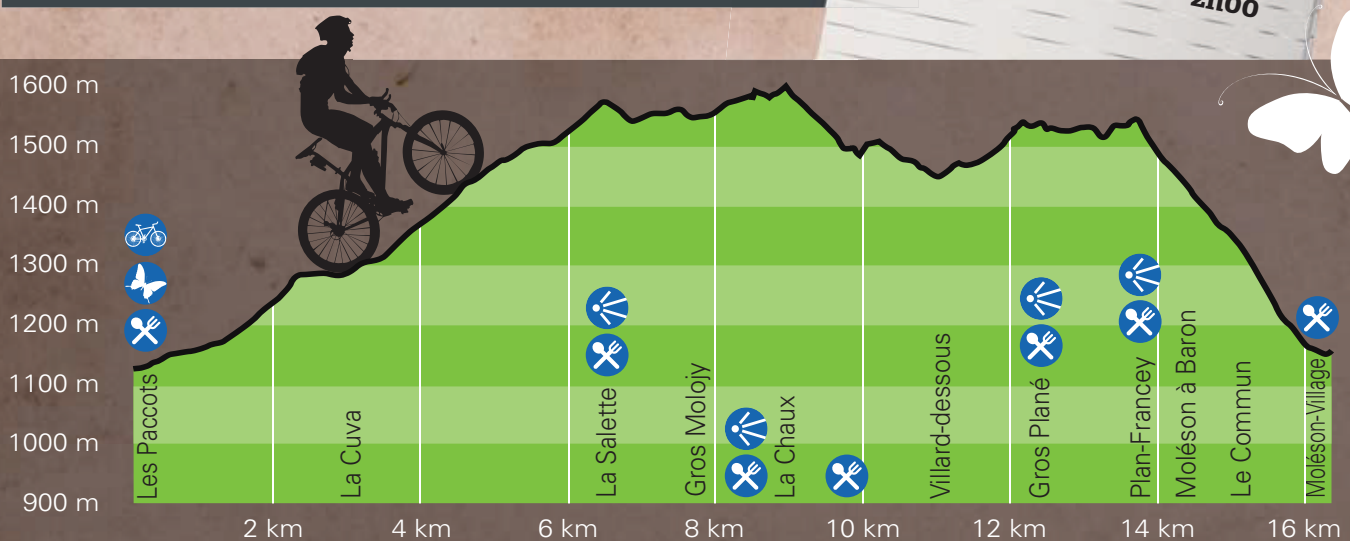 2h00
1600 m
1500 m
1400 m
1300 m
1200 m
1100 m
1000 m
900 m
Les Paccots
La Cuva
La Salette
Gros Molojy
La Chaux
Villard-dessous
Gros Plané
Plan-Francey
Moléson à Baron
Le Commun
Moléson-Village
2 km
4 km
6 km
8 km
10 km
12 km
14 km
16 km